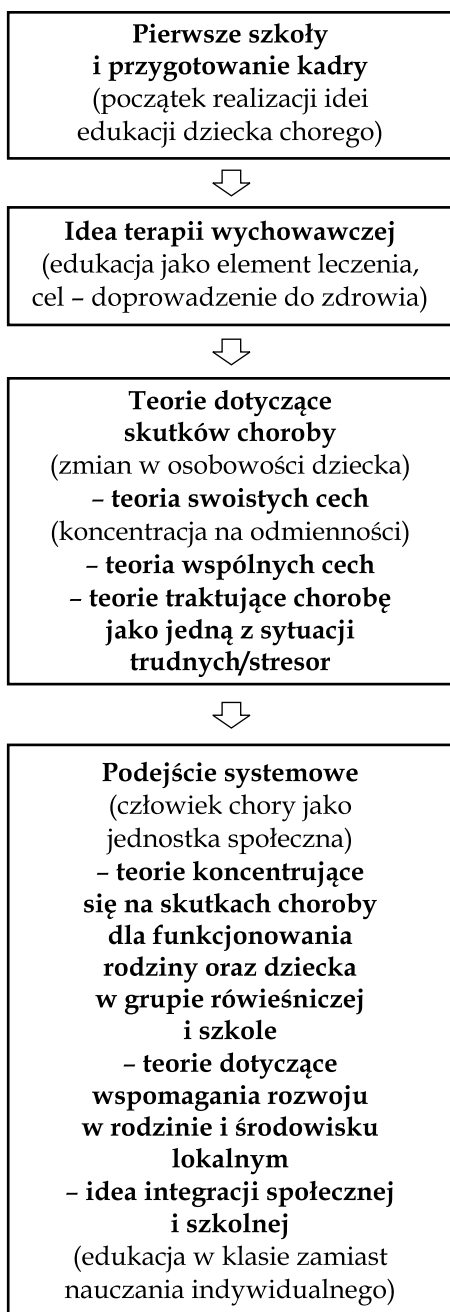 Pierwsze szkoły
i przygotowanie kadry
(początek realizacji idei
edukacji dziecka chorego)
Idea terapii wychowawczej
(edukacja jako element leczenia,
cel – doprowadzenie do zdrowia)
Teorie dotyczące
skutków choroby
(zmian w osobowości dziecka)
– teoria swoistych cech
(koncentracja na odmienności)
– teoria wspólnych cech
– teorie traktujące chorobę
jako jedną z sytuacji
trudnych/stresor
Podejście systemowe
(człowiek chory jako
jednostka społeczna)
– teorie koncentrujące
się na skutkach choroby
dla funkcjonowania
rodziny oraz dziecka
w grupie rówieśniczej
i szkole
– teorie dotyczące
wspomagania rozwoju
w rodzinie i środowisku
lokalnym
– idea integracji społecznej
i szkolnej
(edukacja w klasie zamiast
nauczania indywidualnego)